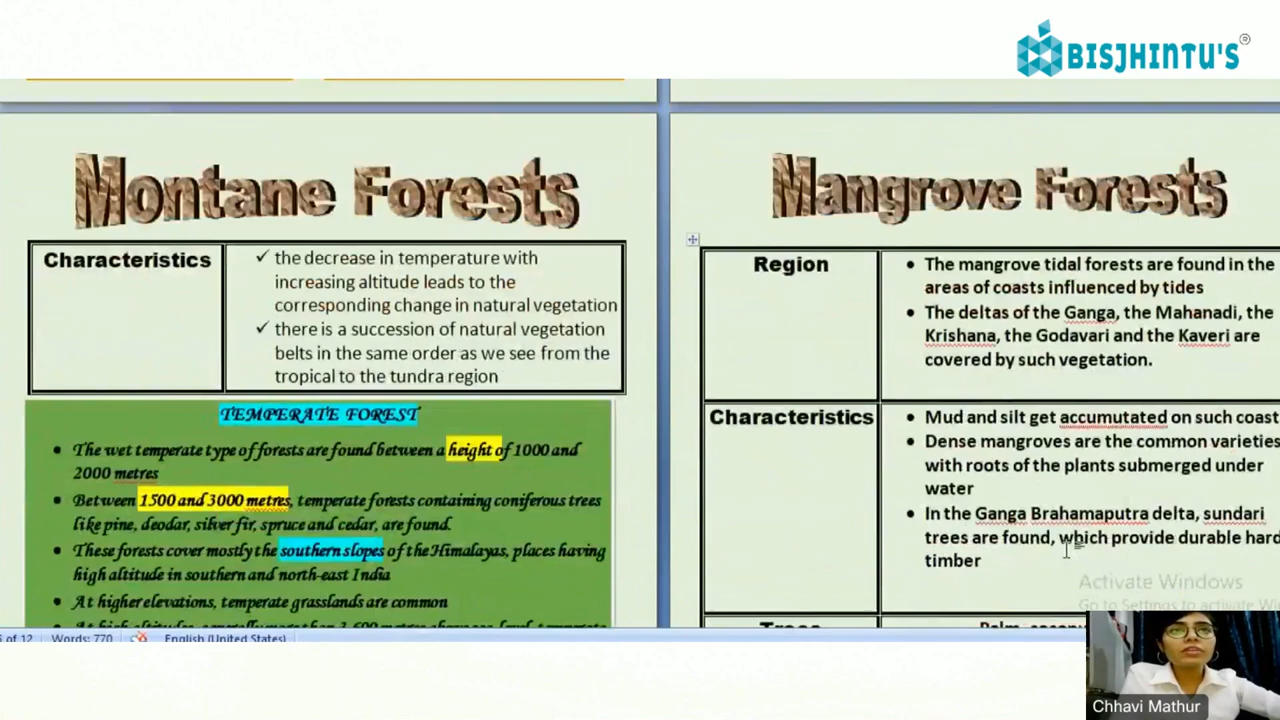 BISJHINTU'S®
Montane Forests
Characteristics
✓ the decrease in temperature with
increasing altitude leads to the
corresponding change in natural vegetation
✓ there is a succession of natural vegetation
belts in the same order as we see from the
tropical to the tundra region
TEMPERATE FOREST
• The wet temperate type of forests are found between a height of 1000 and
2000 metres
• Between 1500 and 3000 metres, temperate forests containing coniferous trees
like pine, deodar, silver fir, spruce and cedar, are found.
• These forests cover mostly the southern slopes of the Himalayas, places having
high altitude in southern and north-east India
• At higher elevations, temperate grasslands are common
Mangrove Forests
Region
• The mangrove tidal forests are found in the
areas of coasts influenced by tides
• The deltas of the Ganga, the Mahanadi, the
Krishana, the Godavari and the Kaveri are
covered by such vegetation.
Characteristics
• Mud and silt get accumutated on such coast
• Dense mangroves are the common varieties
with roots of the plants submerged under
water
• In the Ganga Brahamaputra delta, sundari
trees are found, which provide durable hard
timber
Activate Windows
Go to Settings to activate
of 12
Words: 770
English (United States)
Chhavi Mathur